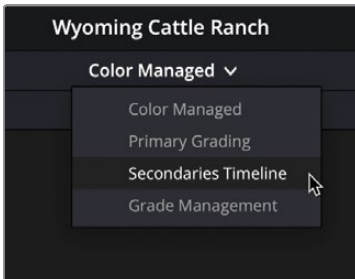 Wyoming Cattle Ranch
Color Managed
Color Managed
Primary Grading
Secondaries Timeline
Grade Management